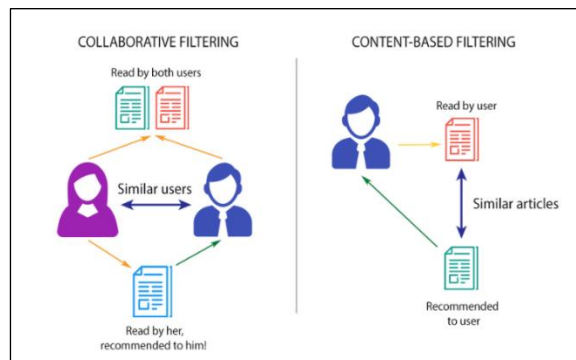 COLLABORATIVE FILTERING
Read by both users
Similar users
Read by her,
recommended to him!
CONTENT-BASED FILTERING
Read by user
Similar articles
Recommended
to user